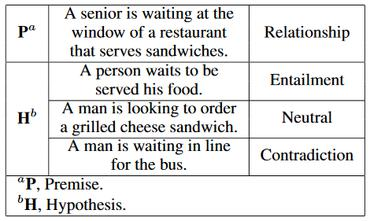 Pᵃ
A senior is waiting at the
window of a restaurant
that serves sandwiches.
Relationship
Hᵇ
A person waits to be
served his food.
Entailment
A man is looking to order
a grilled cheese sandwich.
Neutral
A man is waiting in line
for the bus.
Contradiction
ᵃP, Premise.
ᵇH, Hypothesis.